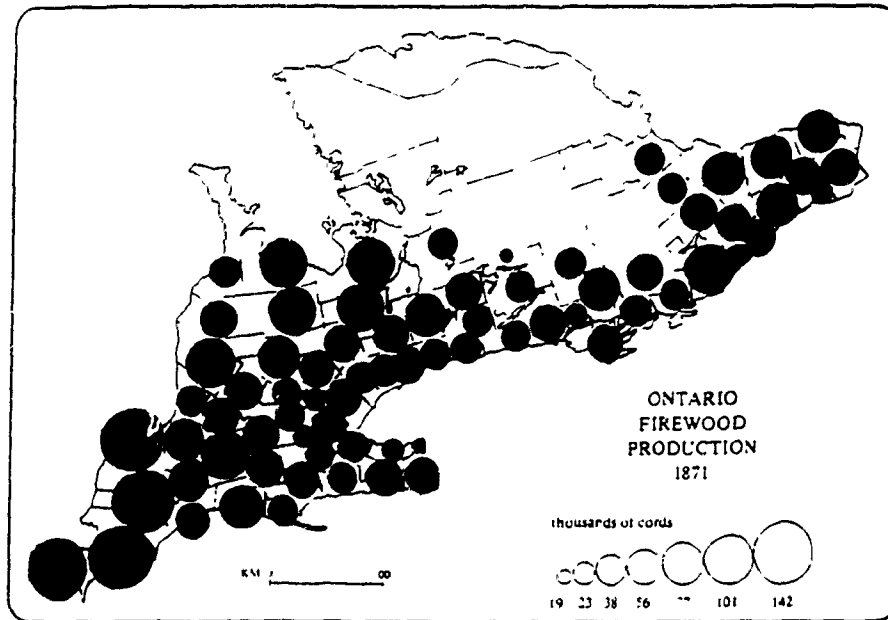 ONTARIO
FIREWOOD
PRODUCTION
1871
thousands of cords
19 23 38 56 101 142
KM